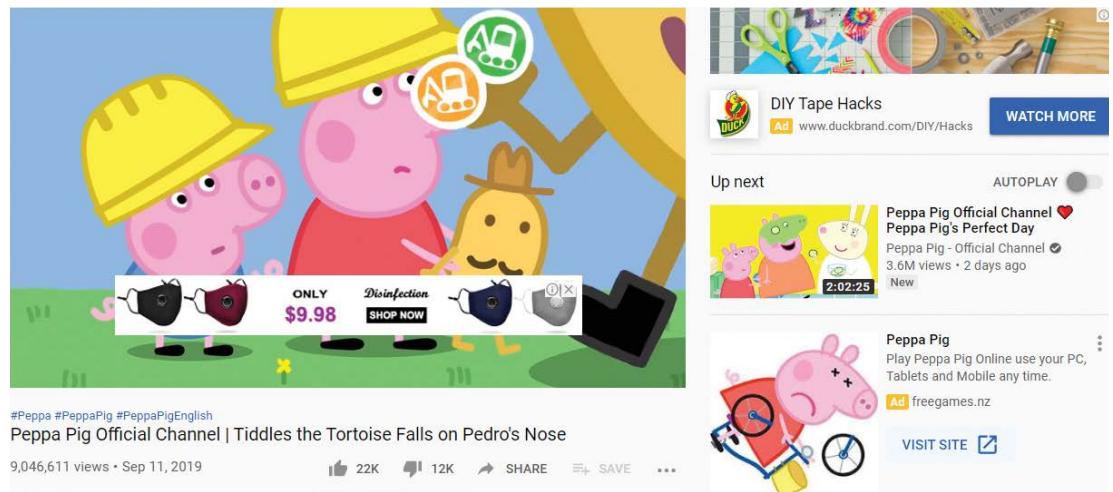 ONLY
$9.98
Disinfection
SHOP NOW
#Peppa #PeppaPig #PeppaPigEnglish
Peppa Pig Official Channel | Tiddles the Tortoise Falls on Pedro's Nose
9,046,611 views • Sep 11, 2019
22K
12K
SHARE
SAVE
DUCK
DIY Tape Hacks
Ad www.duckbrand.com/DIY/Hacks
WATCH MORE
Up next
AUTOPLAY
2:02:25
Peppa Pig Official Channel ❤️
Peppa Pig's Perfect Day
Peppa Pig - Official Channel
3.6M views • 2 days ago
New
Peppa Pig
Play Peppa Pig Online use your PC,
Tablets and Mobile any time.
Ad freegames.nz
VISIT SITE